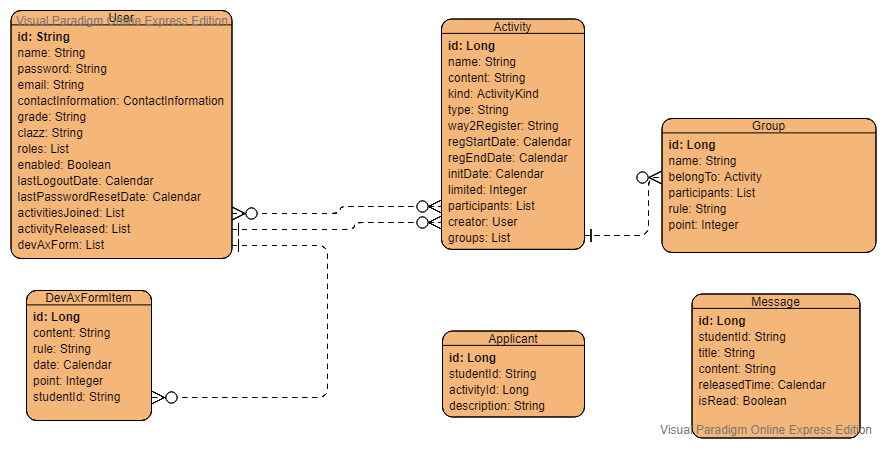 User
Visual Paradigm Online Express Edition
id: String
name: String
password: String
email: String
contactInformation: ContactInformation
grade: String
clazz: String
roles: List
enabled: Boolean
lastLogoutDate: Calendar
lastPasswordResetDate: Calendar
activitiesJoined: List
activityReleased: List
devAxForm: List
Activity
id: Long
name: String
content: String
kind: ActivityKind
type: String
way2Register: String
regStartDate: Calendar
regEndDate: Calendar
initDate: Calendar
limited: Integer
participants: List
creator: User
groups: List
Group
id: Long
name: String
belongTo: Activity
participants: List
rule: String
point: Integer
DevAxFormItem
id: Long
content: String
rule: String
date: Calendar
point: Integer
studentId: String
Applicant
id: Long
studentId: String
activityId: Long
description: String
Message
id: Long
studentId: String
title: String
content: String
releasedTime: Calendar
isRead: Boolean
Visual Paradigm Online Express Edition